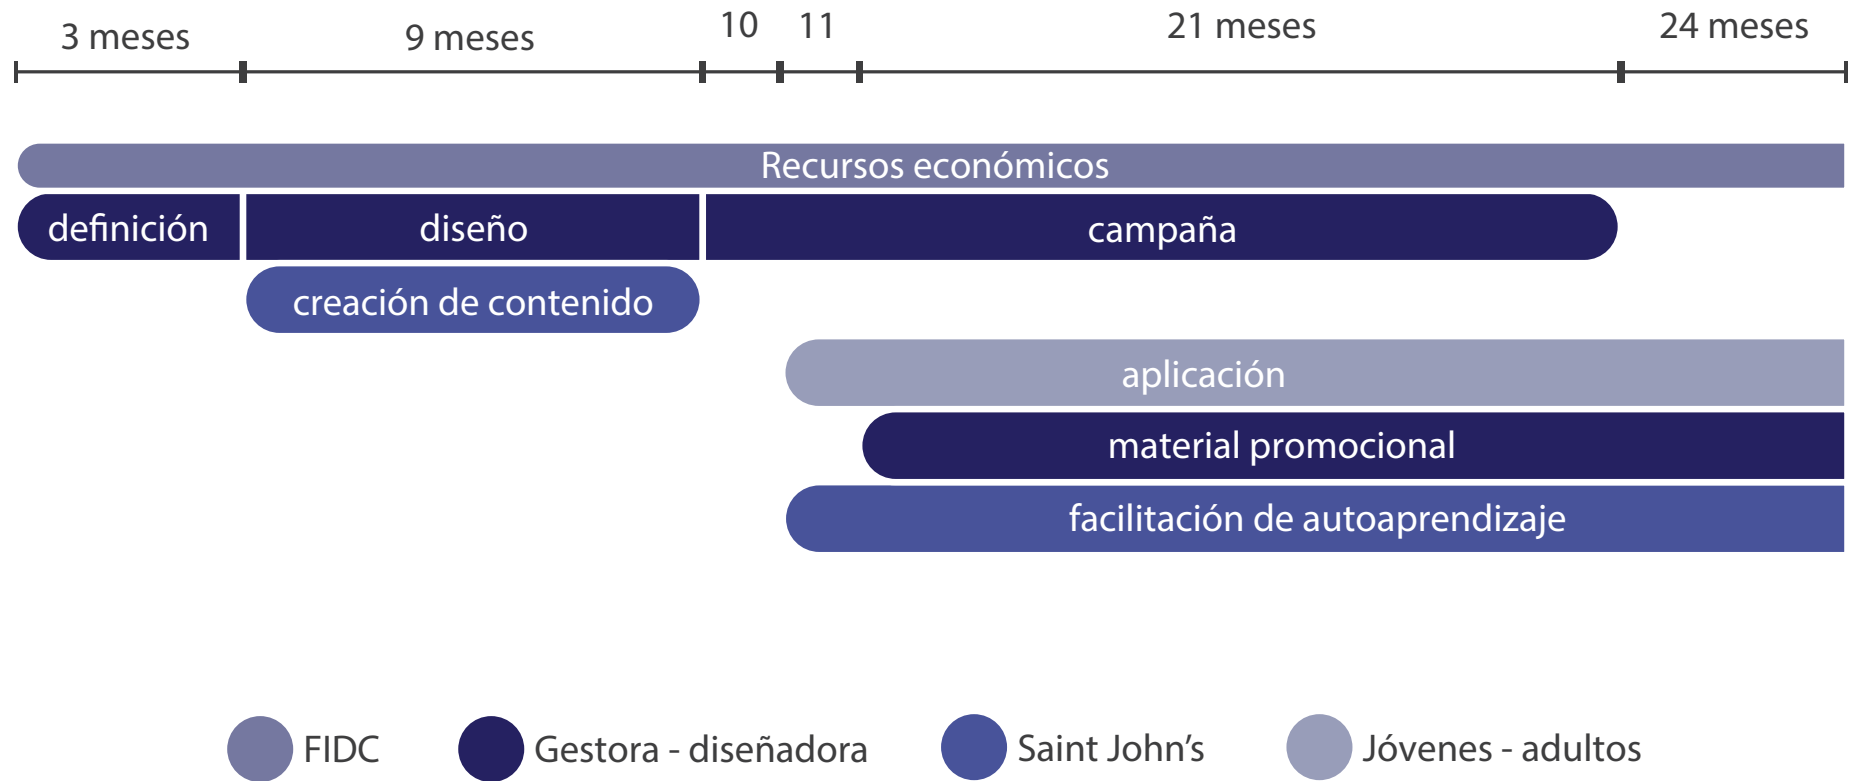 3 meses
9 meses
10
11
21 meses
24 meses
Recursos económicos
definición
diseño
campaña
creación de contenido
aplicación
material promocional
facilitación de autoaprendizaje
FIDC
Gestora - diseñadora
Saint John’s
Jóvenes - adultos